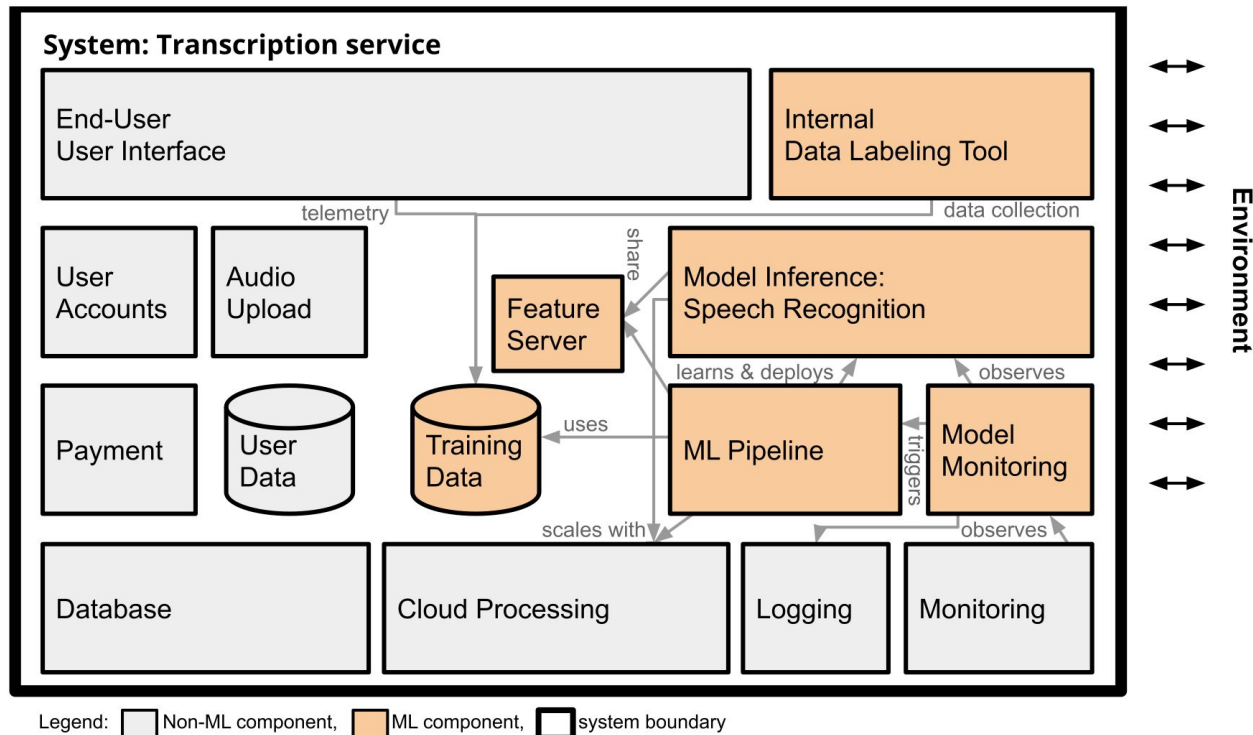 System: Transcription service
End-User
User Interface
Internal
Data Labeling Tool
telemetry
data collection
User
Accounts
Audio
Upload
Feature
Server
share
Model Inference:
Speech Recognition
learns & deploys
observes
Payment
User
Data
Training
Data
uses
ML Pipeline
triggers
Model
Monitoring
scales with
observes
Database
Cloud Processing
Logging
Monitoring
Environment
Legend:
Non-ML component,
ML component,
system boundary